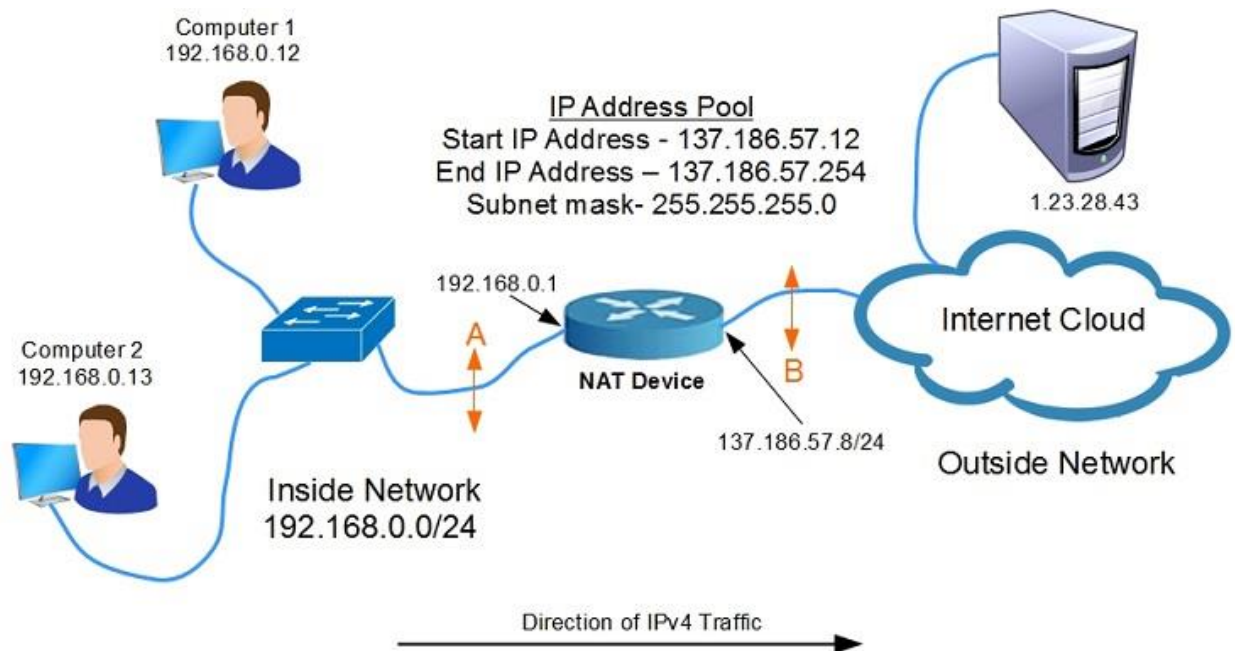 Computer 1
192.168.0.12
IP Address Pool
Start IP Address - 137.186.57.12
End IP Address – 137.186.57.254
Subnet mask- 255.255.255.0
1.23.28.43
192.168.0.1
Internet Cloud
Computer 2
192.168.0.13
A
NAT Device
B
137.186.57.8/24
Outside Network
Inside Network
192.168.0.0/24
Direction of IPv4 Traffic